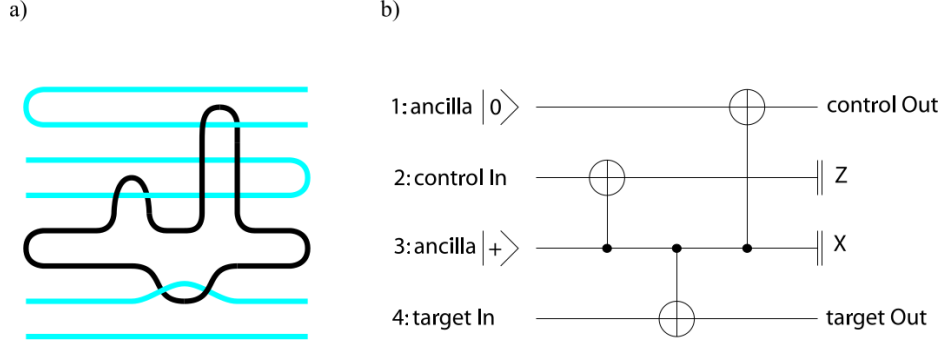 a)
b)
1: ancilla |0> control Out
2: control In Z
3: ancilla |+> X
4: target In target Out